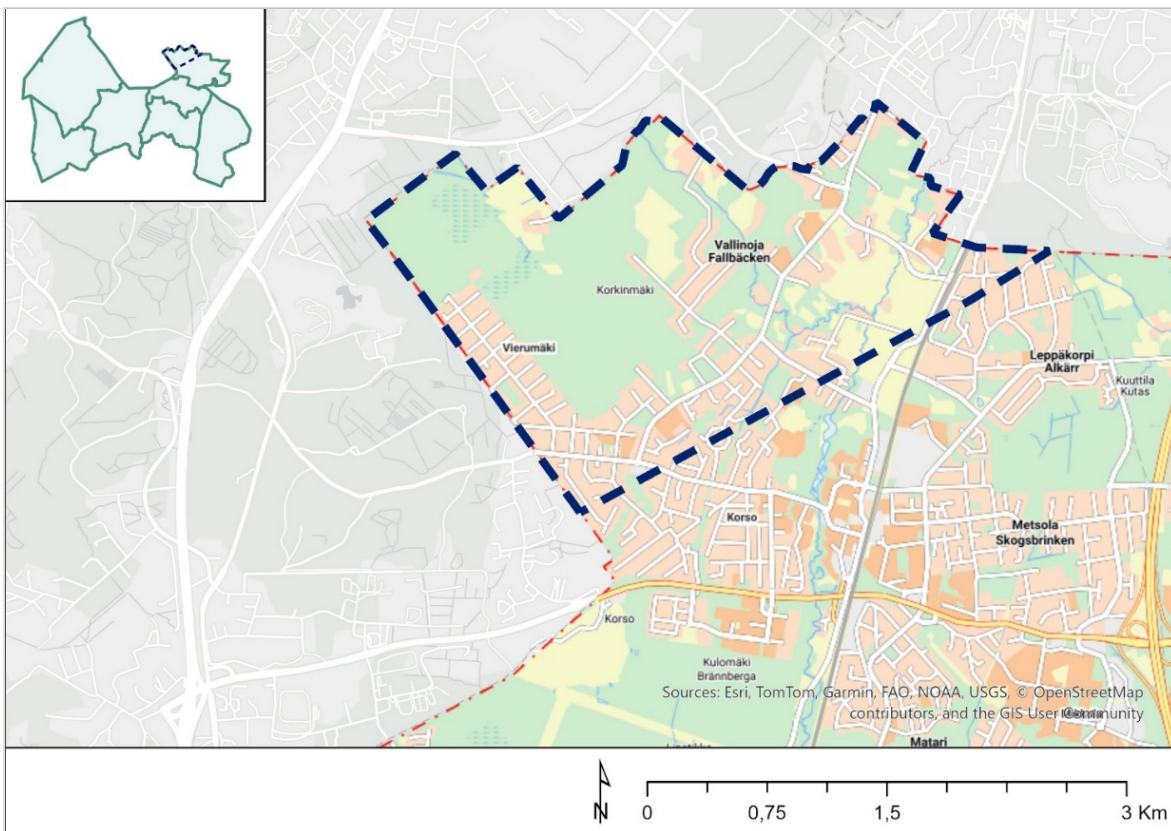 Vallinoja
Fallbäcken
Korkinmäki
Vierumäki
Leppäkorpi
Alkärr
Kuuttila
Kutas
Korso
Metsola
Skogsbrinken
Korso
Kulomäki
Brännberga
Sources: Esri, TomTom, Garmin, FAO, NOAA, USGS, © OpenStreetMap
contributors, and the GIS User Community
Matari
N
0
0,75
1,5
3 Km